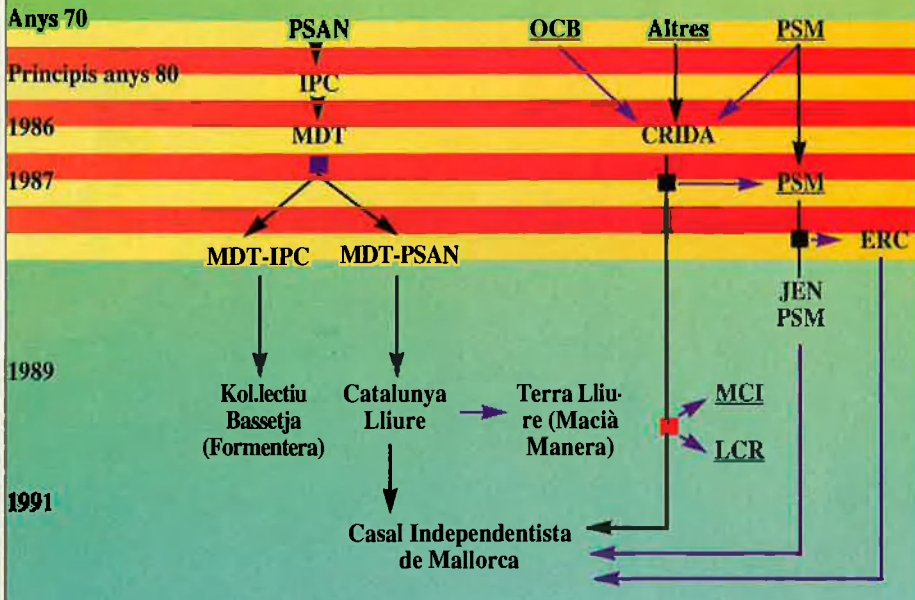 Anys 70
PSAN
OCB
Altres
PSM
Principis anys 80
IPC
1986
MDT
CRIDA
1987
PSM
MDT-IPC
MDT-PSAN
ERC
JEN
PSM
1989
Kol.lectiu
Bassetja
(Formentera)
Catalunya
Lliure
Terra Lliu-
re (Macià
Manera)
MCI
LCR
1991
Casal Independentista
de Mallorca